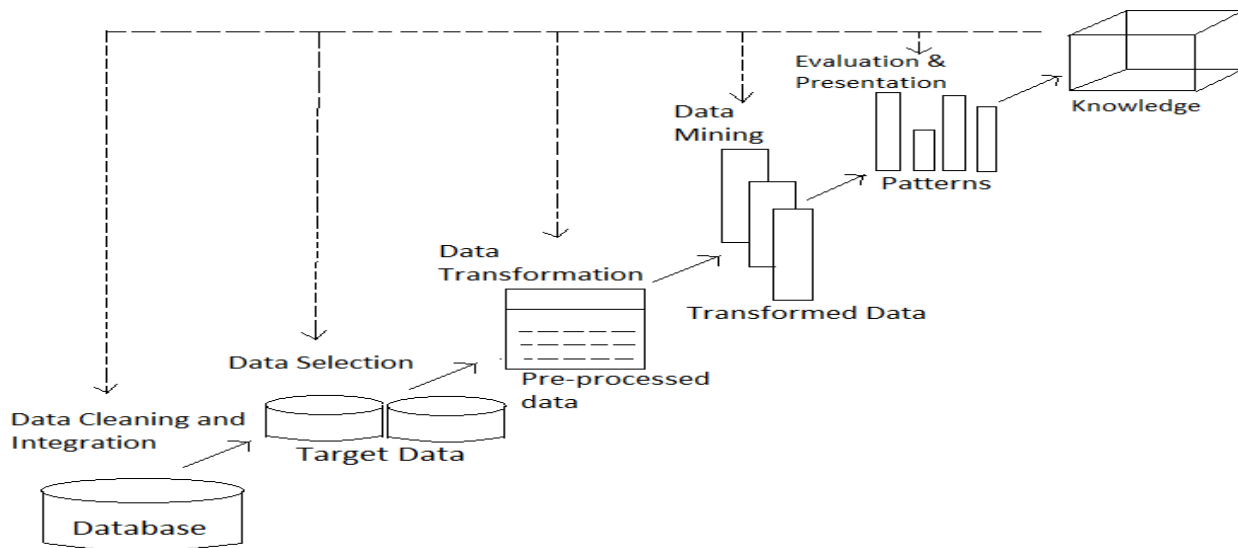 Evaluation &
Presentation
Knowledge
Data
Mining
Patterns
Data
Transformation
Transformed Data
Data Selection
Pre-processed
data
Data Cleaning and
Integration
Target Data
Database